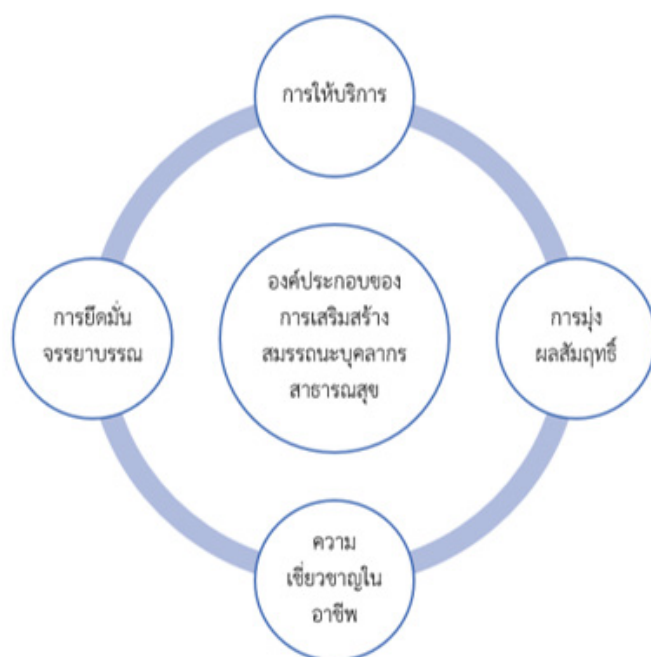 การให้บริการ
องค์ประกอบของ
การเสริมสร้าง
สมรรถนะบุคลากร
สาธารณสุข
การยึดมั่น
จรรยาบรรณ
การมุ่ง
ผลสัมฤทธิ์
ความ
เชี่ยวชาญใน
อาชีพ